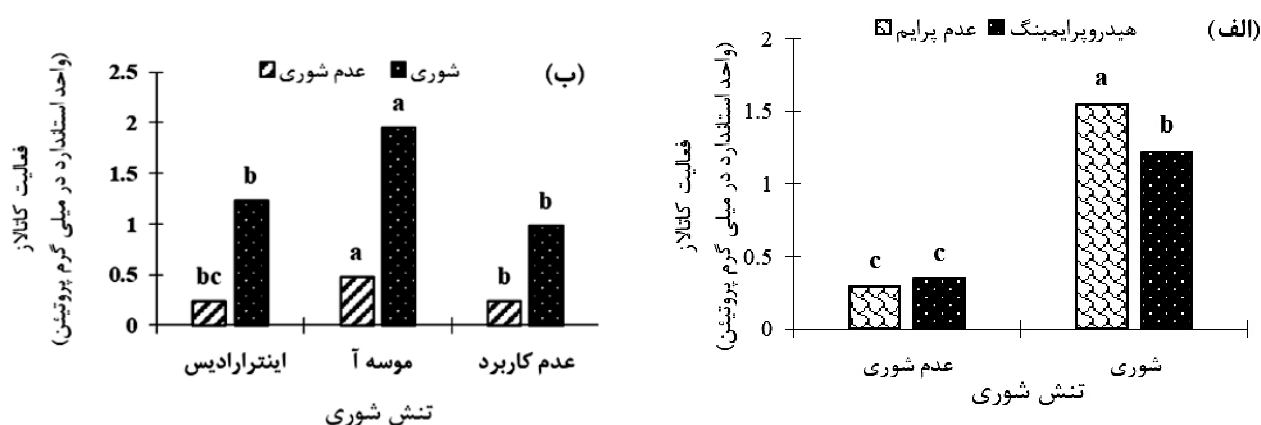 (الف)
عدم پرایم هیدروپرایمینگ
فعالیت کاتالاز
(واحد استاندارد در میلی گرم پروتیئن)
2
1.5
1
0.5
0
a
b
c
c
عدم شوری شوری
تنش شوری
(ب)
عدم شوری شوری
فعالیت کاتالاز
(واحد استاندارد در میلی گرم پروتیئن)
2.5
2
1.5
1
0.5
0
bc
b
a
a
b
b
اینترارادیس موسه آ عدم کاربرد
تنش شوری